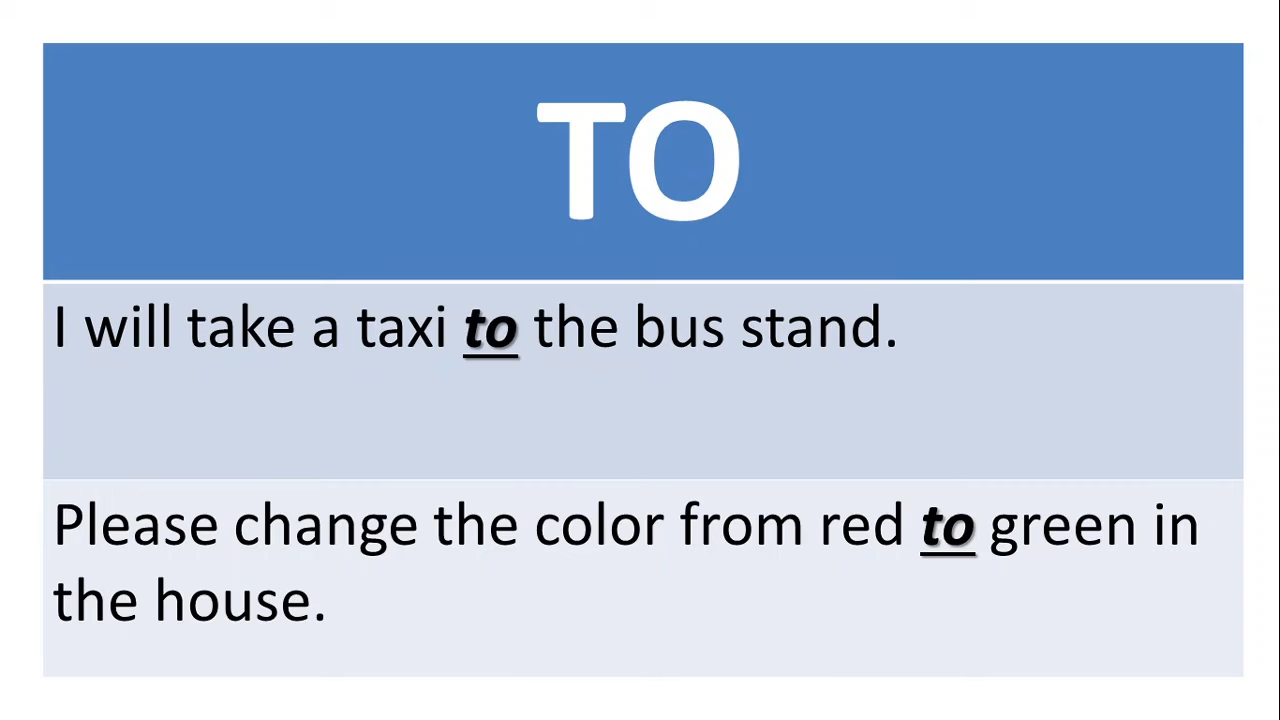 TO
I will take a taxi to the bus stand.
Please change the color from red to green in
the house.